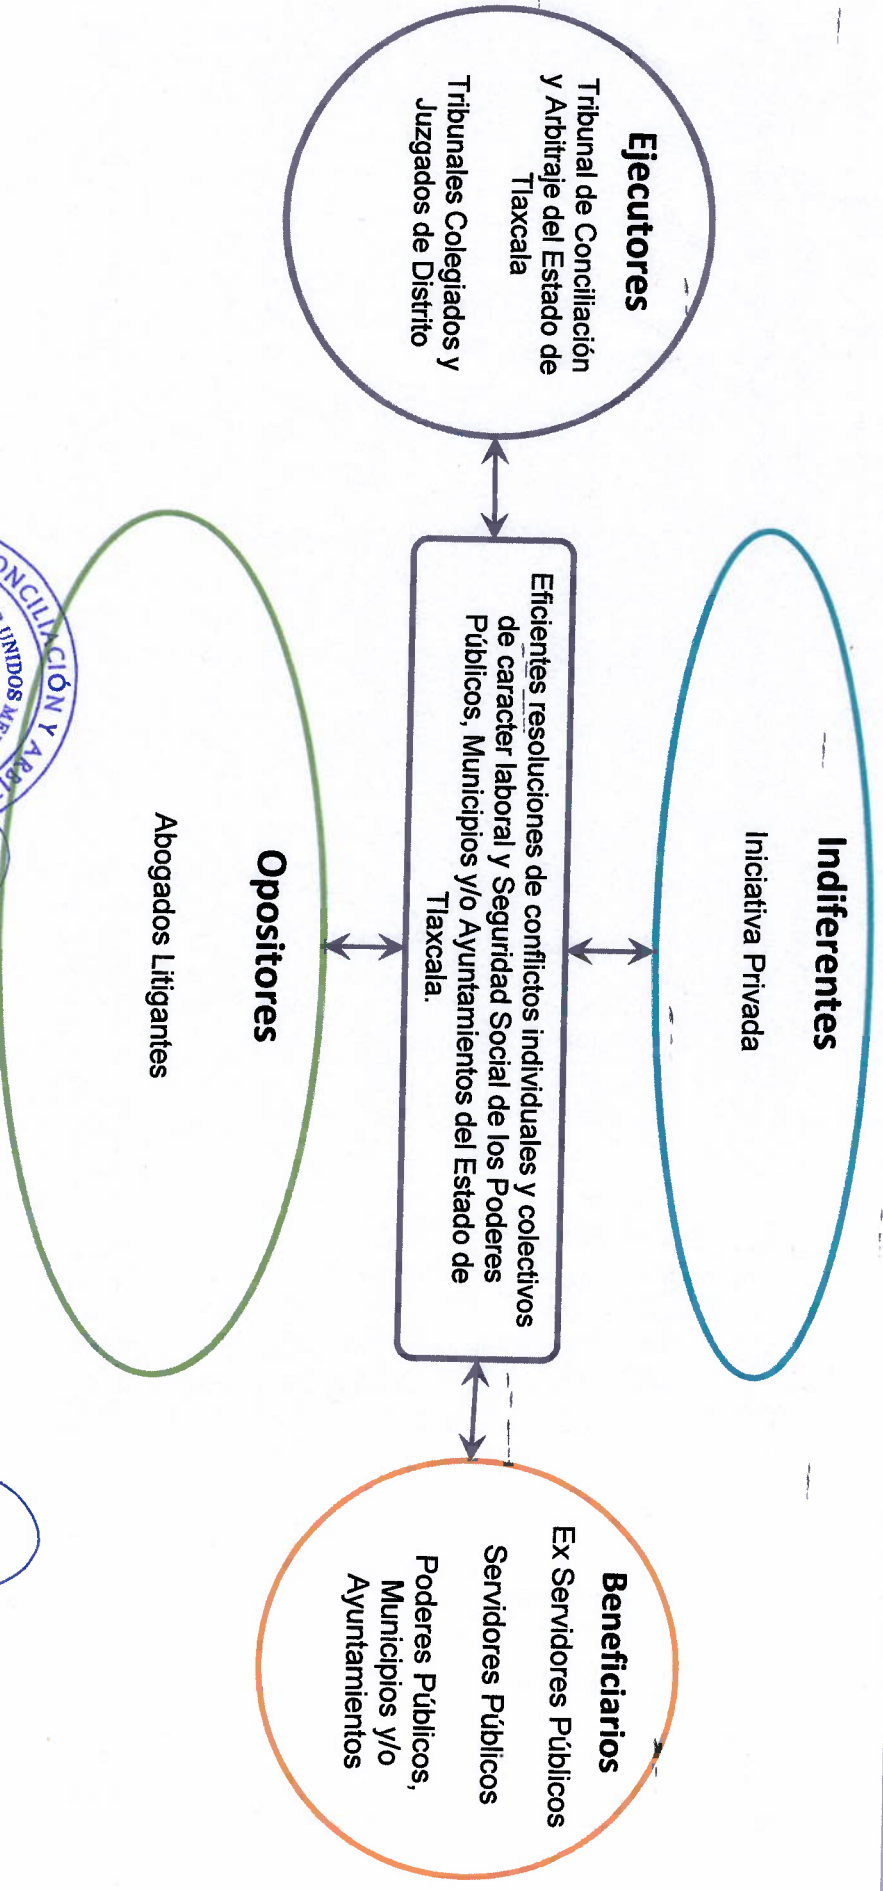 Indiferentes
Iniciativa Privada
Ejecutores
Tribunal de Conciliación
y Arbitraje del Estado de
Tlaxcala
Tribunales Colegiados y
Juzgados de Distrito
Eficientes resoluciones de conflictos individuales y colectivos
de caracter laboral y Seguridad Social de los Poderes
Públicos, Municipios y/o Ayuntamientos del Estado de
Tlaxcala.
Beneficiarios
Ex Servidores Públicos
Servidores Públicos
Poderes Públicos,
Municipios y/o
Ayuntamientos
Opositores
Abogados Litigantes
CONCILIACIÓN Y
UNIDOS